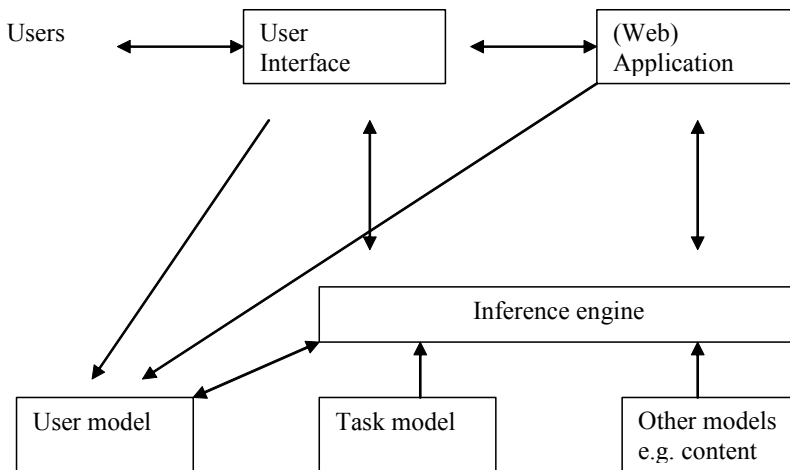 Users
User
Interface
(Web)
Application
Inference engine
User model
Task model
Other models
e.g. content